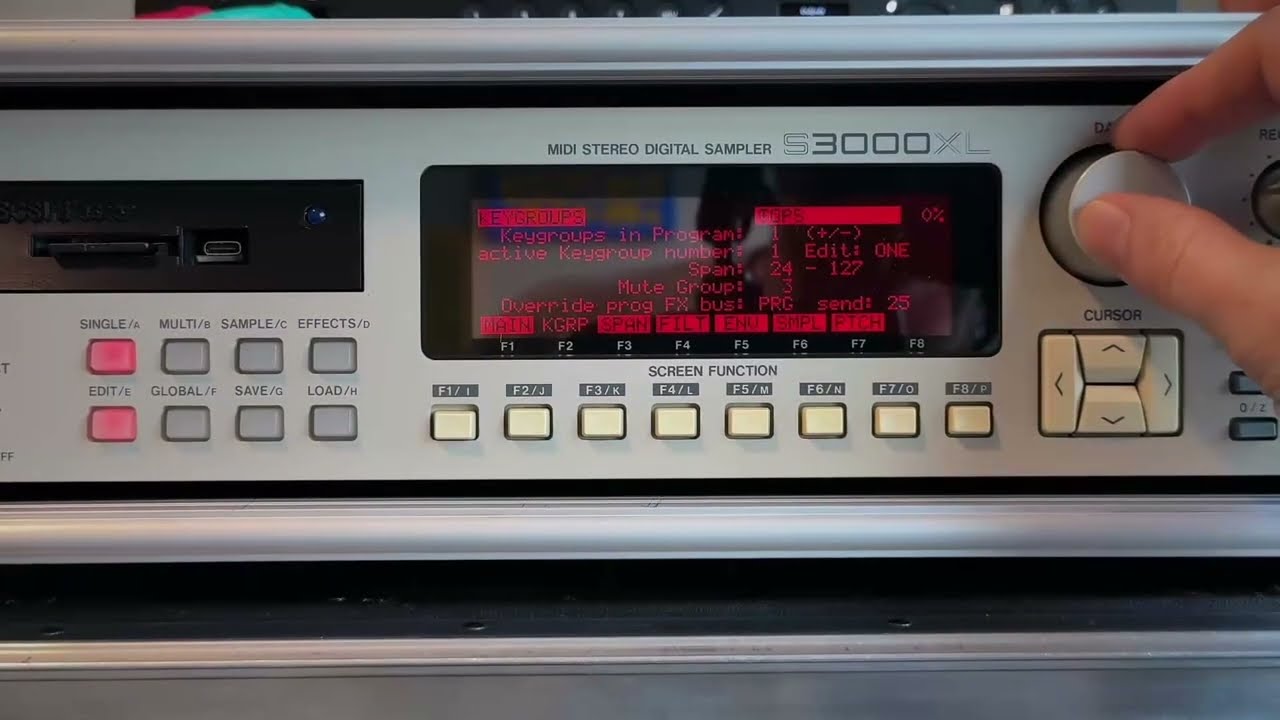 MIDI STEREO DIGITAL SAMPLER S3000XL
KEYGROUPS TOPS 0%
Keygroups in Program: 1 (+/-)
active Keygroup number: 1 Edit: ONE
Span: 24 - 127
Mute Group: 3
Override prog FX bus: PRG send: 25
MAIN KGRP SPAN FILT ENV SMPL PTCH
F1 F2 F3 F4 F5 F6 F7 F8
SCREEN FUNCTION
F1/I F2/J F3/K F4/L F5/M F6/N F7/O F8/P
SINGLE/A MULTI/B SAMPLE/C EFFECTS/D
EDIT/E GLOBAL/F SAVE/G LOAD/H
DA
RE
CURSOR
Q/Z